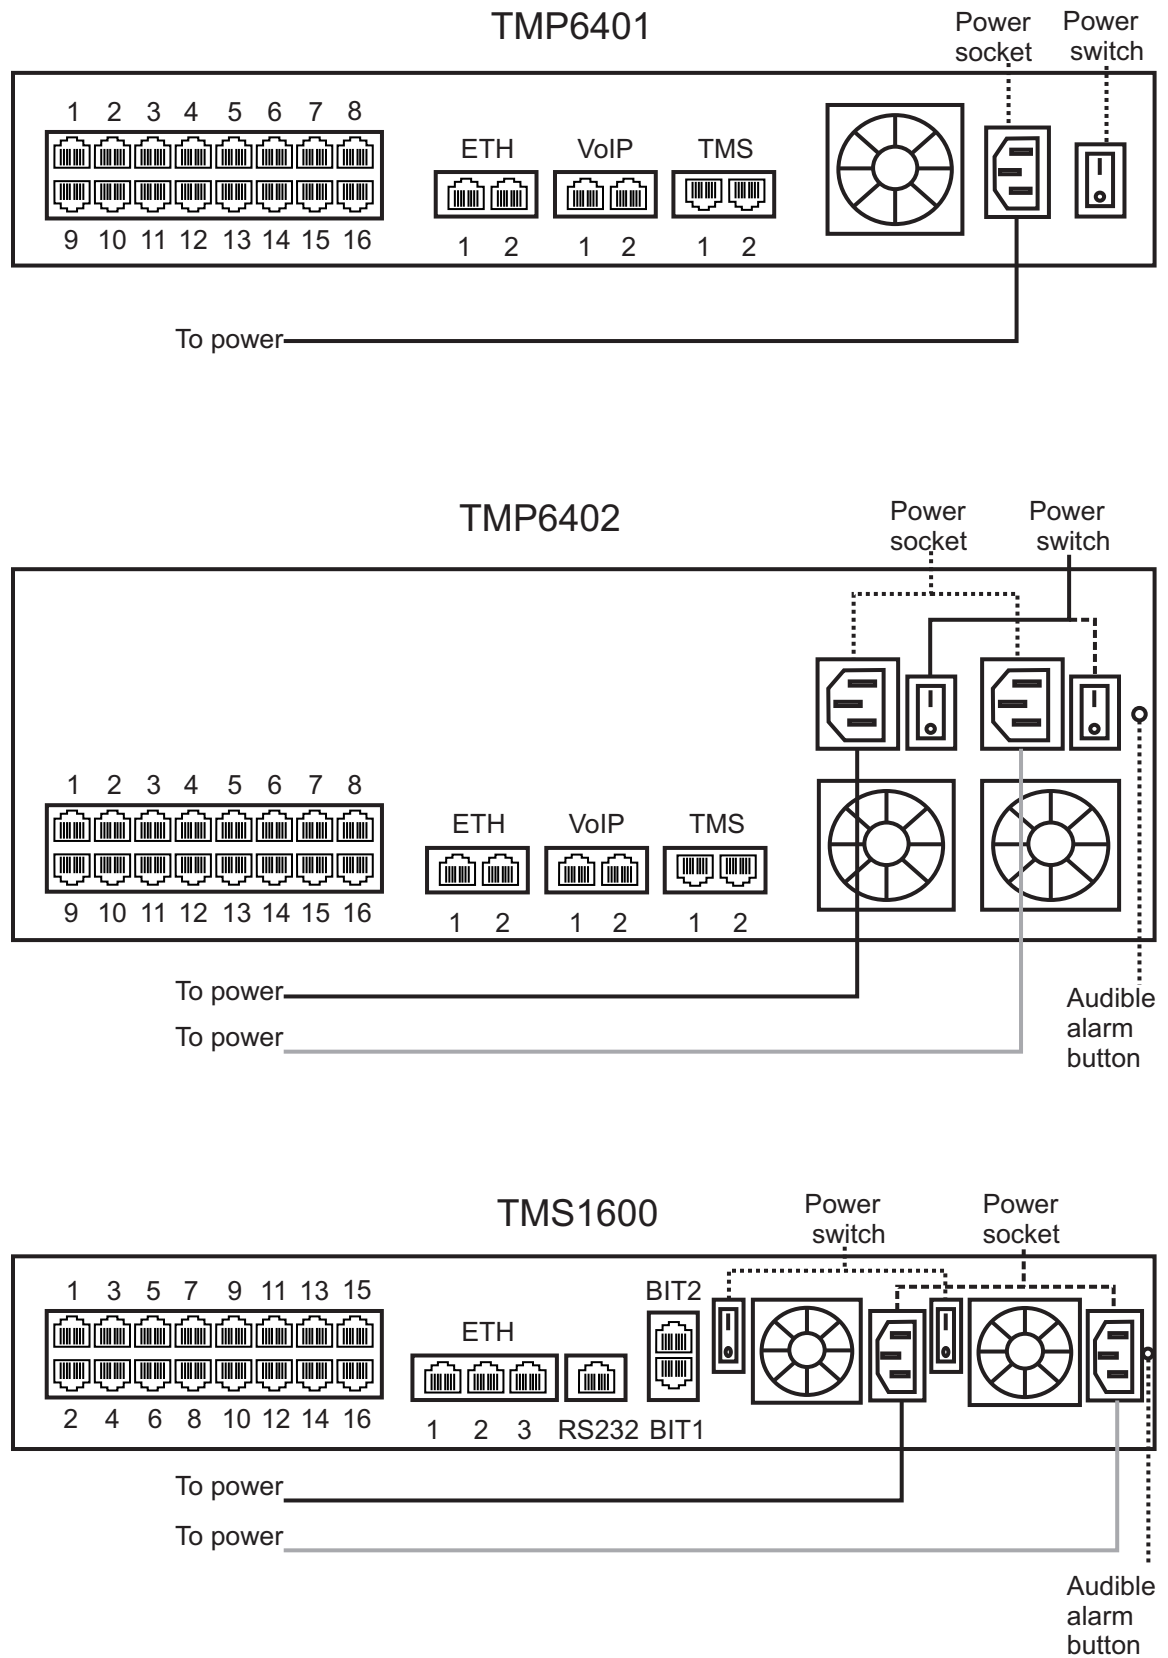 TMP6401
Power socket
Power switch
1 2 3 4 5 6 7 8
ETH VoIP TMS
9 10 11 12 13 14 15 16
1 2 1 2 1 2
To power
TMP6402
Power socket
Power switch
1 2 3 4 5 6 7 8
ETH VoIP TMS
9 10 11 12 13 14 15 16
1 2 1 2 1 2
To power
To power
Audible
alarm
button
TMS1600
Power
switch
Power
socket
1 3 5 7 9 11 13 15
BIT2
ETH
2 4 6 8 10 12 14 16
1 2 3 RS232 BIT1
To power
To power
Audible
alarm
button